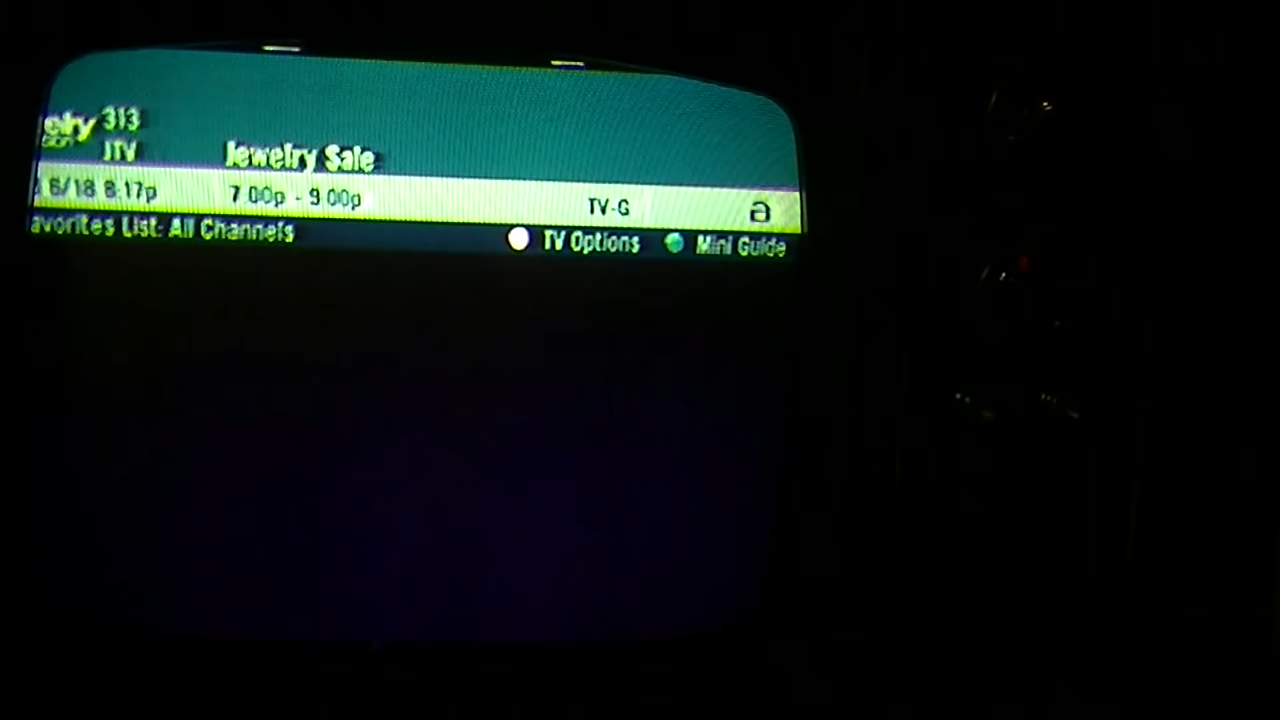 elry 313
JTV Jewelry Sale
6/18 8:17p 7:00p - 9:00p TV-G
avorites List: All Channels TV Options Mini Guide